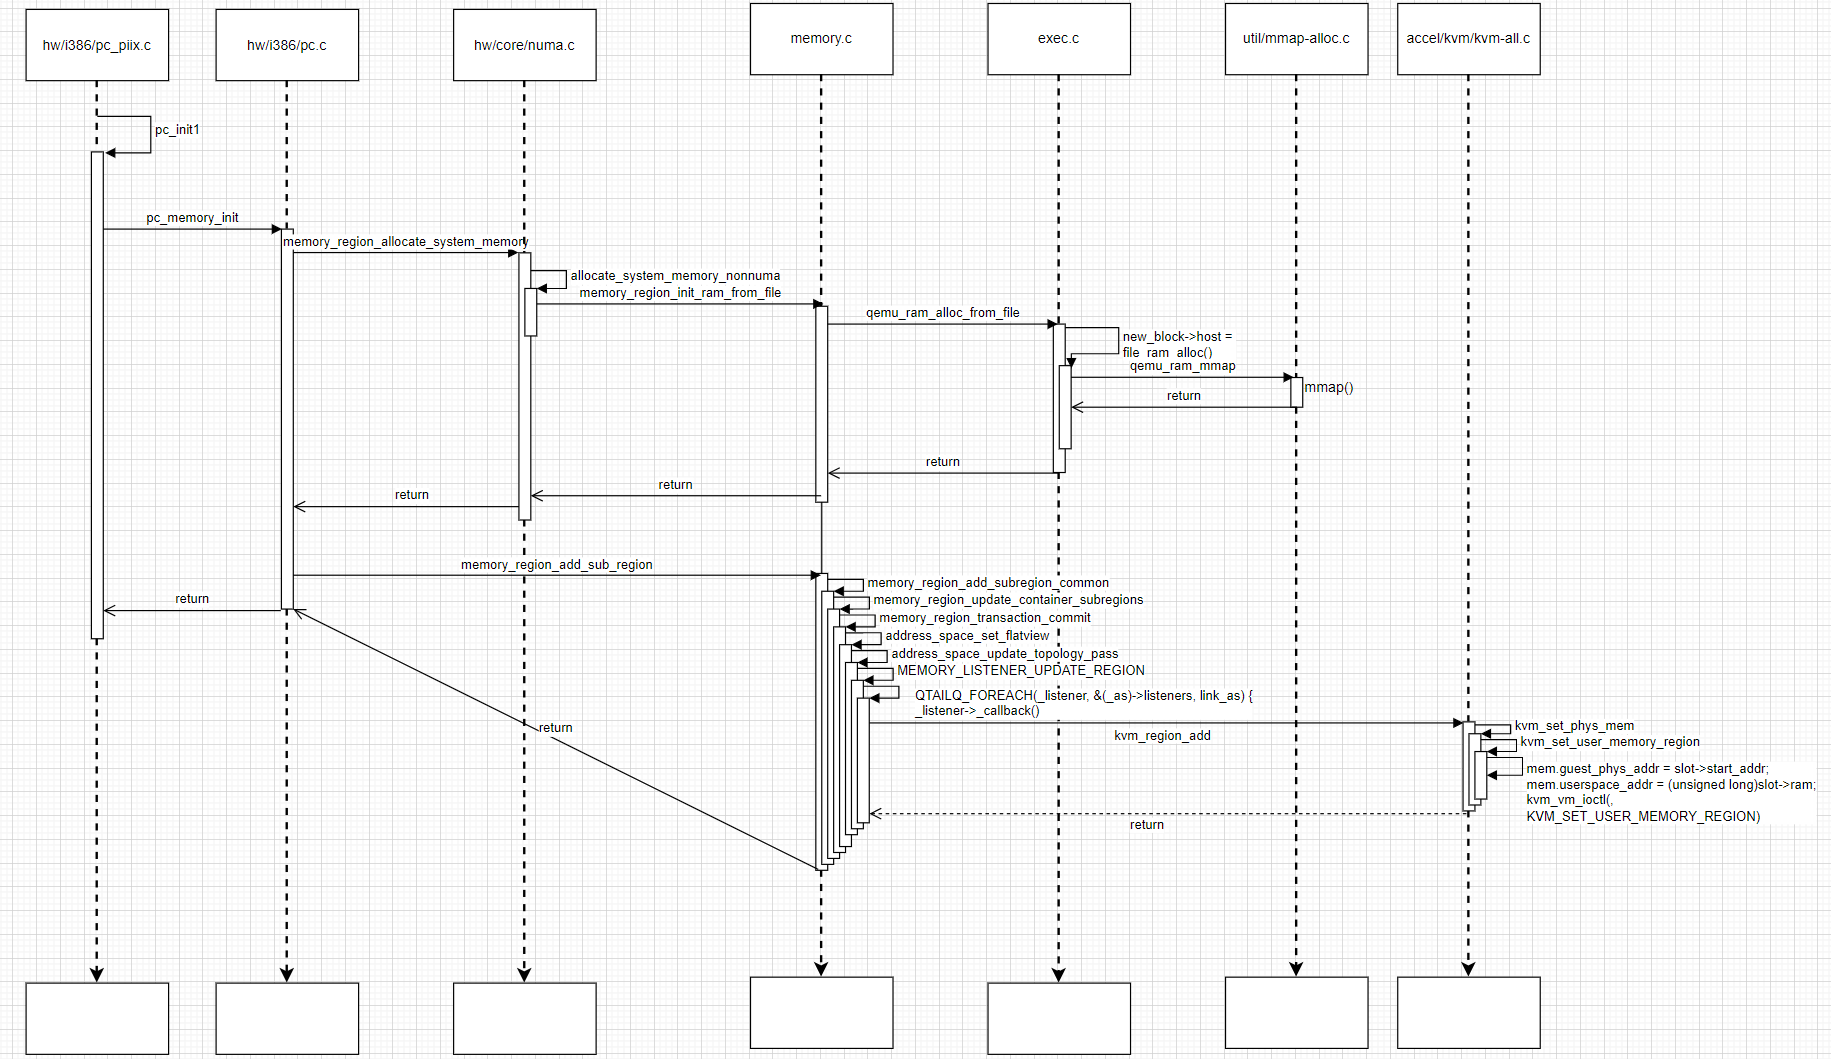 hw/i386/pc_piix.c
hw/i386/pc.c
hw/core/numa.c
memory.c
exec.c
util/mmap-alloc.c
accel/kvm/kvm-all.c
pc_init1
pc_memory_init
memory_region_allocate_system_memory
allocate_system_memory_nonnuma
memory_region_init_ram_from_file
qemu_ram_alloc_from_file
new_block->host =
file_ram_alloc()
qemu_ram_mmap
mmap()
return
return
return
return
memory_region_add_sub_region
memory_region_add_subregion_common
return
memory_region_update_container_subregions
memory_region_transaction_commit
address_space_set_flatview
address_space_update_topology_pass
MEMORY_LISTENER_UPDATE_REGION
QTAILQ_FOREACH(_listener, &(_as)->listeners, link_as) {
_listener->_callback()
return
kvm_region_add
kvm_set_phys_mem
kvm_set_user_memory_region
mem.guest_phys_addr = slot->start_addr;
mem.userspace_addr = (unsigned long)slot->ram;
kvm_vm_ioctl(,
KVM_SET_USER_MEMORY_REGION)
return